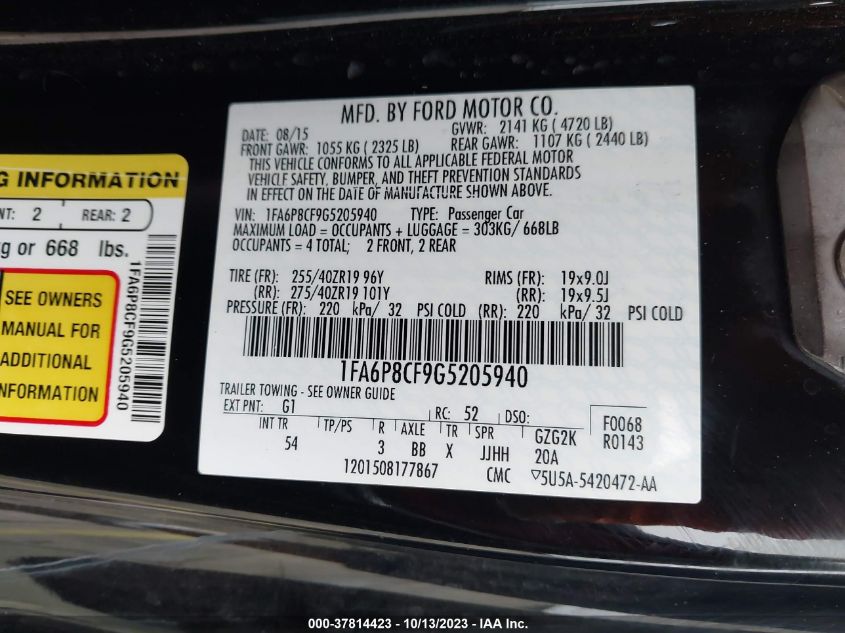 MFD. BY FORD MOTOR CO.
DATE: 08/15 GVWR: 2141 KG ( 4720 LB)
FRONT GAWR: 1055 KG ( 2325 LB) REAR GAWR: 1107 KG ( 2440 LB)
THIS VEHICLE CONFORMS TO ALL APPLICABLE FEDERAL MOTOR
VEHICLE SAFETY, BUMPER, AND THEFT PREVENTION STANDARDS
IN EFFECT ON THE DATE OF MANUFACTURE SHOWN ABOVE.
VIN: 1FA6P8CF9G5205940 TYPE: Passenger Car
MAXIMUM LOAD = OCCUPANTS + LUGGAGE = 303KG/ 668LB
OCCUPANTS = 4 TOTAL; 2 FRONT, 2 REAR
TIRE (FR): 255/40ZR19 96Y RIMS (FR): 19x9.0J
(RR): 275/40ZR19 101Y (RR): 19x9.5J
PRESSURE (FR): 220 kPa/ 32 PSI COLD (RR): 220 kPa/ 32 PSI COLD
1FA6P8CF9G5205940
TRAILER TOWING - SEE OWNER GUIDE
EXT PNT: G1 RC: 52 DSO: F0068
INT TR TP/PS R AXLE TR SPR GZG2K R0143
54 3 BB X JJHH 20A
1201508177867 CMC ▽5U5A-5420472-AA
G INFORMATION
NT: 2 REAR: 2
kg or 668 lbs.
SEE OWNERS
MANUAL FOR
ADDITIONAL
INFORMATION
1FA6P8CF9G5205940
000-37814423 - 10/13/2023 - IAA Inc.